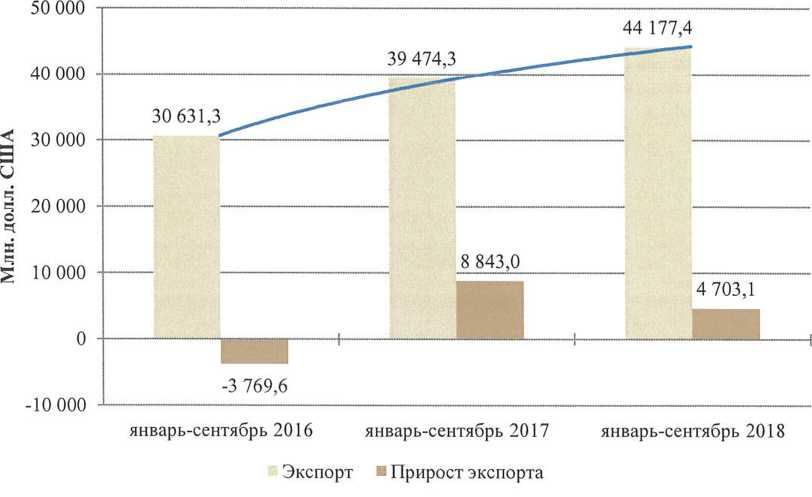 Млн. долл. США
50 000
40 000
30 000
20 000
10 000
0
-10 000
30 631,3
39 474,3
44 177,4
-3 769,6
8 843,0
4 703,1
январь-сентябрь 2016
январь-сентябрь 2017
январь-сентябрь 2018
Экспорт
Прирост экспорта